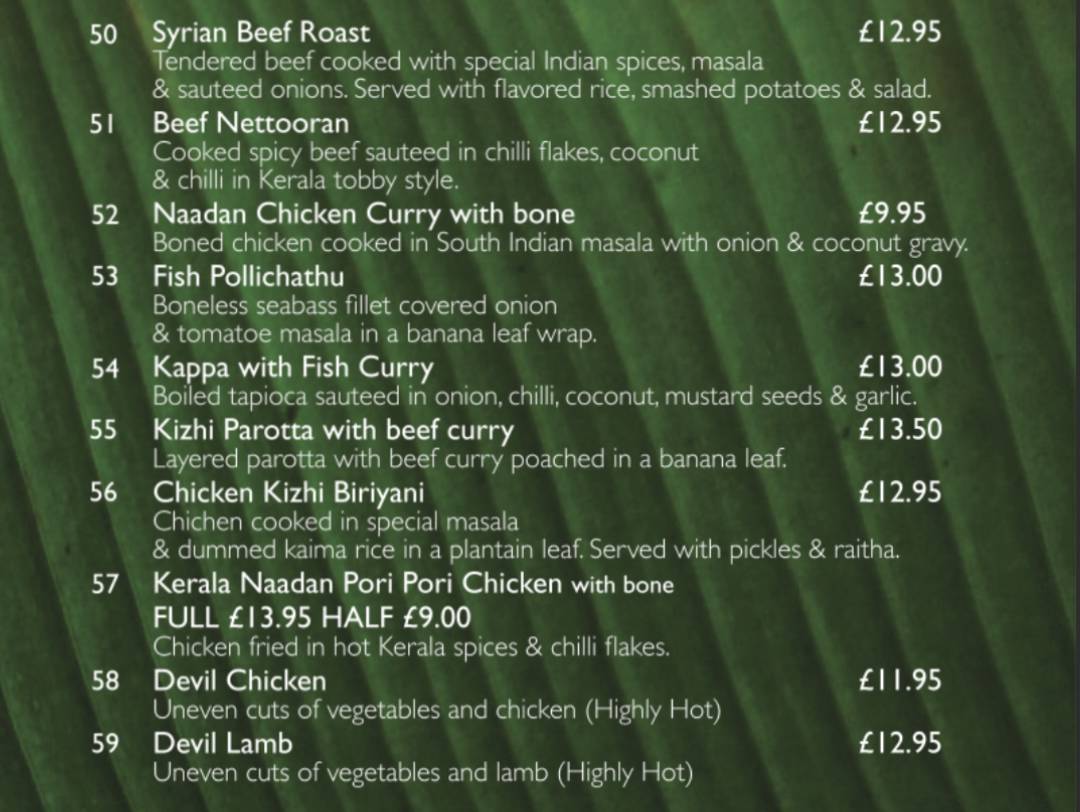 50 Syrian Beef Roast £12.95
Tendered beef cooked with special Indian spices, masala
& sauteed onions. Served with flavored rice, smashed potatoes & salad.
51 Beef Nettooran £12.95
Cooked spicy beef sauteed in chilli flakes, coconut
& chilli in Kerala tobby style.
52 Naadan Chicken Curry with bone £9.95
Boned chicken cooked in South Indian masala with onion & coconut gravy.
53 Fish Pollichathu £13.00
Boneless seabass fillet covered onion
& tomatoe masala in a banana leaf wrap.
54 Kappa with Fish Curry £13.00
Boiled tapioca sauteed in onion, chilli, coconut, mustard seeds & garlic.
55 Kizhi Parotta with beef curry £13.50
Layered parotta with beef curry poached in a banana leaf.
56 Chicken Kizhi Biriyani £12.95
Chichen cooked in special masala
& dummed kaima rice in a plantain leaf. Served with pickles & raitha.
57 Kerala Naadan Pori Pori Chicken with bone
FULL £13.95 HALF £9.00
Chicken fried in hot Kerala spices & chilli flakes.
58 Devil Chicken £11.95
Uneven cuts of vegetables and chicken (Highly Hot)
59 Devil Lamb £12.95
Uneven cuts of vegetables and lamb (Highly Hot)